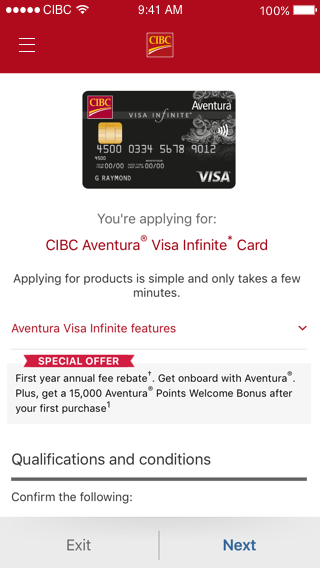 CIBC 9:41 AM 100%
CIBC
CIBC
Aventura
VISA INFINITE*
4500 0334 5678 9012
4500
00/00 00/00
G RAYMOND
VISA
You're applying for:
CIBC Aventura® Visa Infinite* Card
Applying for products is simple and only takes a few
minutes.
Aventura Visa Infinite features
SPECIAL OFFER
First year annual fee rebate†. Get onboard with Aventura®.
Plus, get a 15,000 Aventura® Points Welcome Bonus after
your first purchase¹
Qualifications and conditions
Confirm the following:
Exit
Next